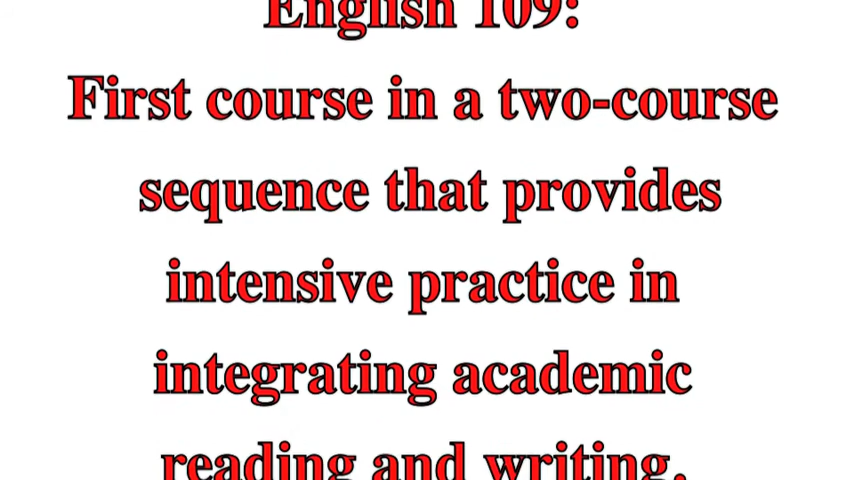 English 109:
First course in a two-course
sequence that provides
intensive practice in
integrating academic
reading and writing.